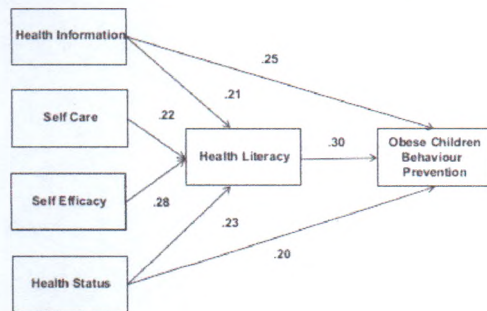 Health Information
.25
.21
Self Care
.22
Health Literacy
.30
Obese Children
Behaviour
Prevention
Self Efficacy
.28
.23
.20
Health Status